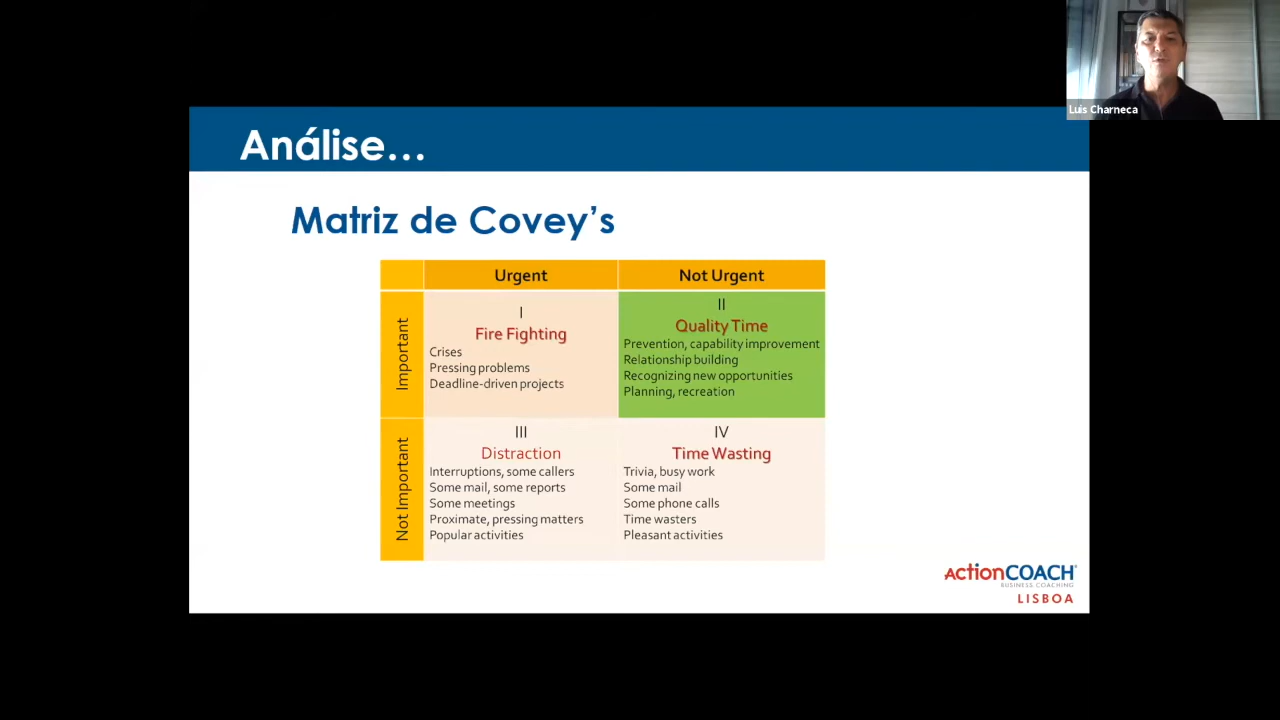 Luis Charneca
Análise...
Matriz de Covey's
Urgent
Not Urgent
Important
I
Fire Fighting
Crises
Pressing problems
Deadline-driven projects
II
Quality Time
Prevention, capability improvement
Relationship building
Recognizing new opportunities
Planning, recreation
Not Important
III
Distraction
Interruptions, some callers
Some mail, some reports
Some meetings
Proximate, pressing matters
Popular activities
IV
Time Wasting
Trivia, busy work
Some mail
Some phone calls
Time wasters
Pleasant activities
ActionCOACH
BUSINESS COACHING
LISBOA